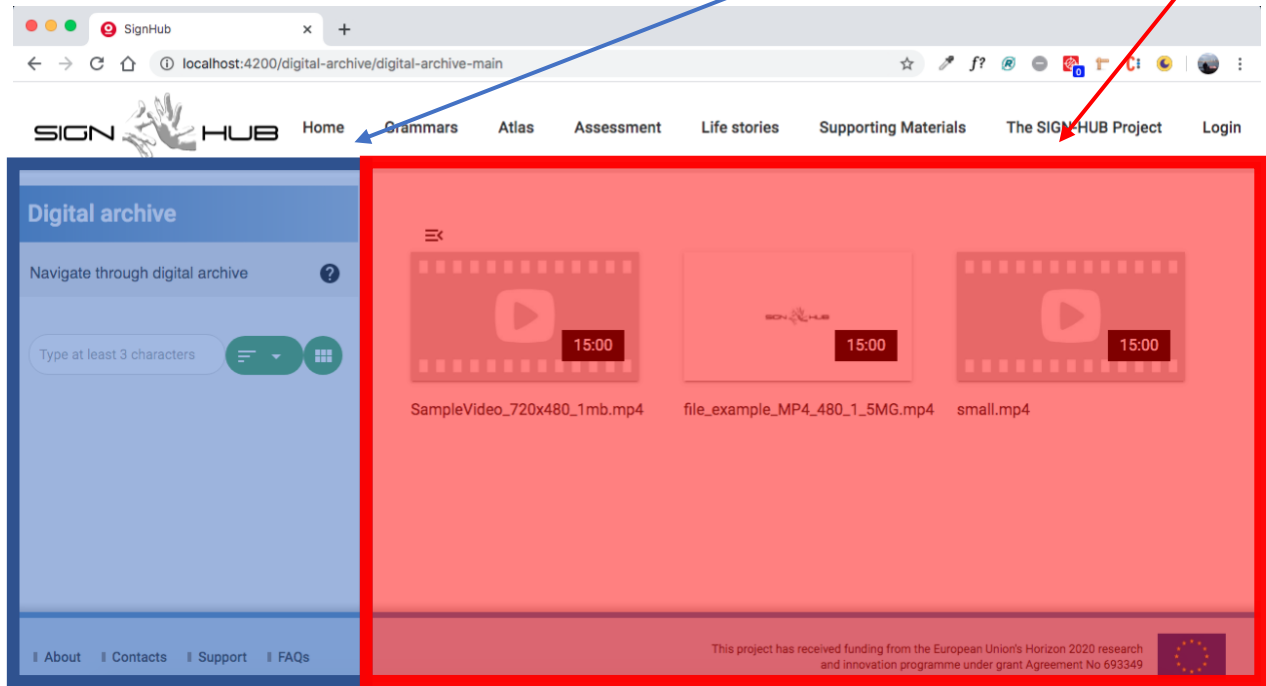 SignHub
localhost:4200/digital-archive/digital-archive-main
f?
0
SIGN HUB
Home Grammars Atlas Assessment Life stories Supporting Materials The SIGN-HUB Project Login
Digital archive
Navigate through digital archive
Type at least 3 characters
15:00
SIGN HUB
15:00
15:00
SampleVideo_720x480_1mb.mp4
file_example_MP4_480_1_5MG.mp4
small.mp4
About Contacts Support FAQs
This project has received funding from the European Union's Horizon 2020 research
and innovation programme under grant Agreement No 693349